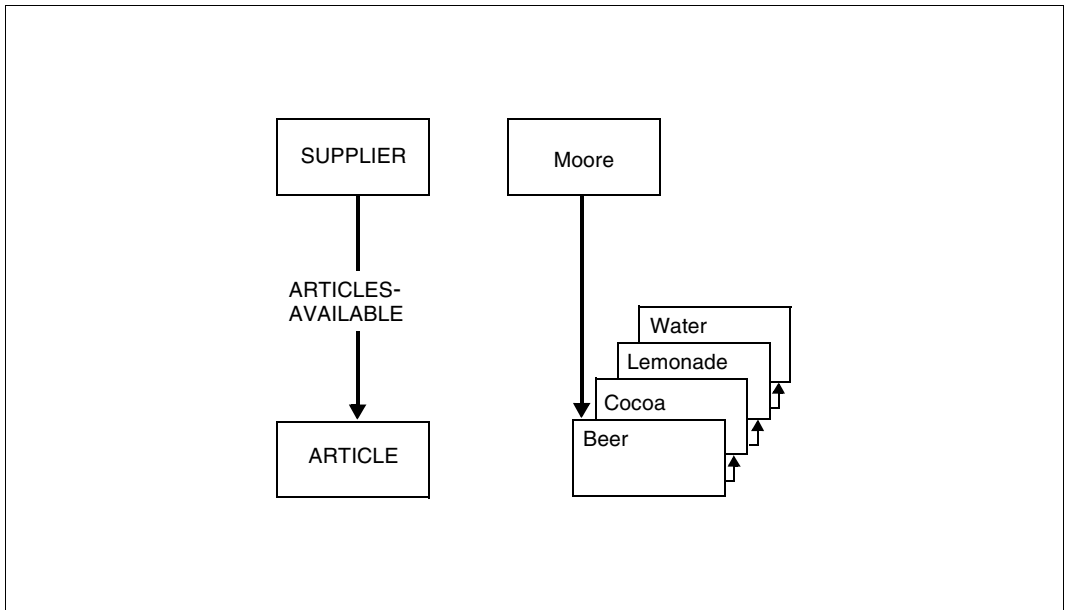 SUPPLIER
Moore
ARTICLES-
AVAILABLE
Water
Lemonade
Cocoa
Beer
ARTICLE